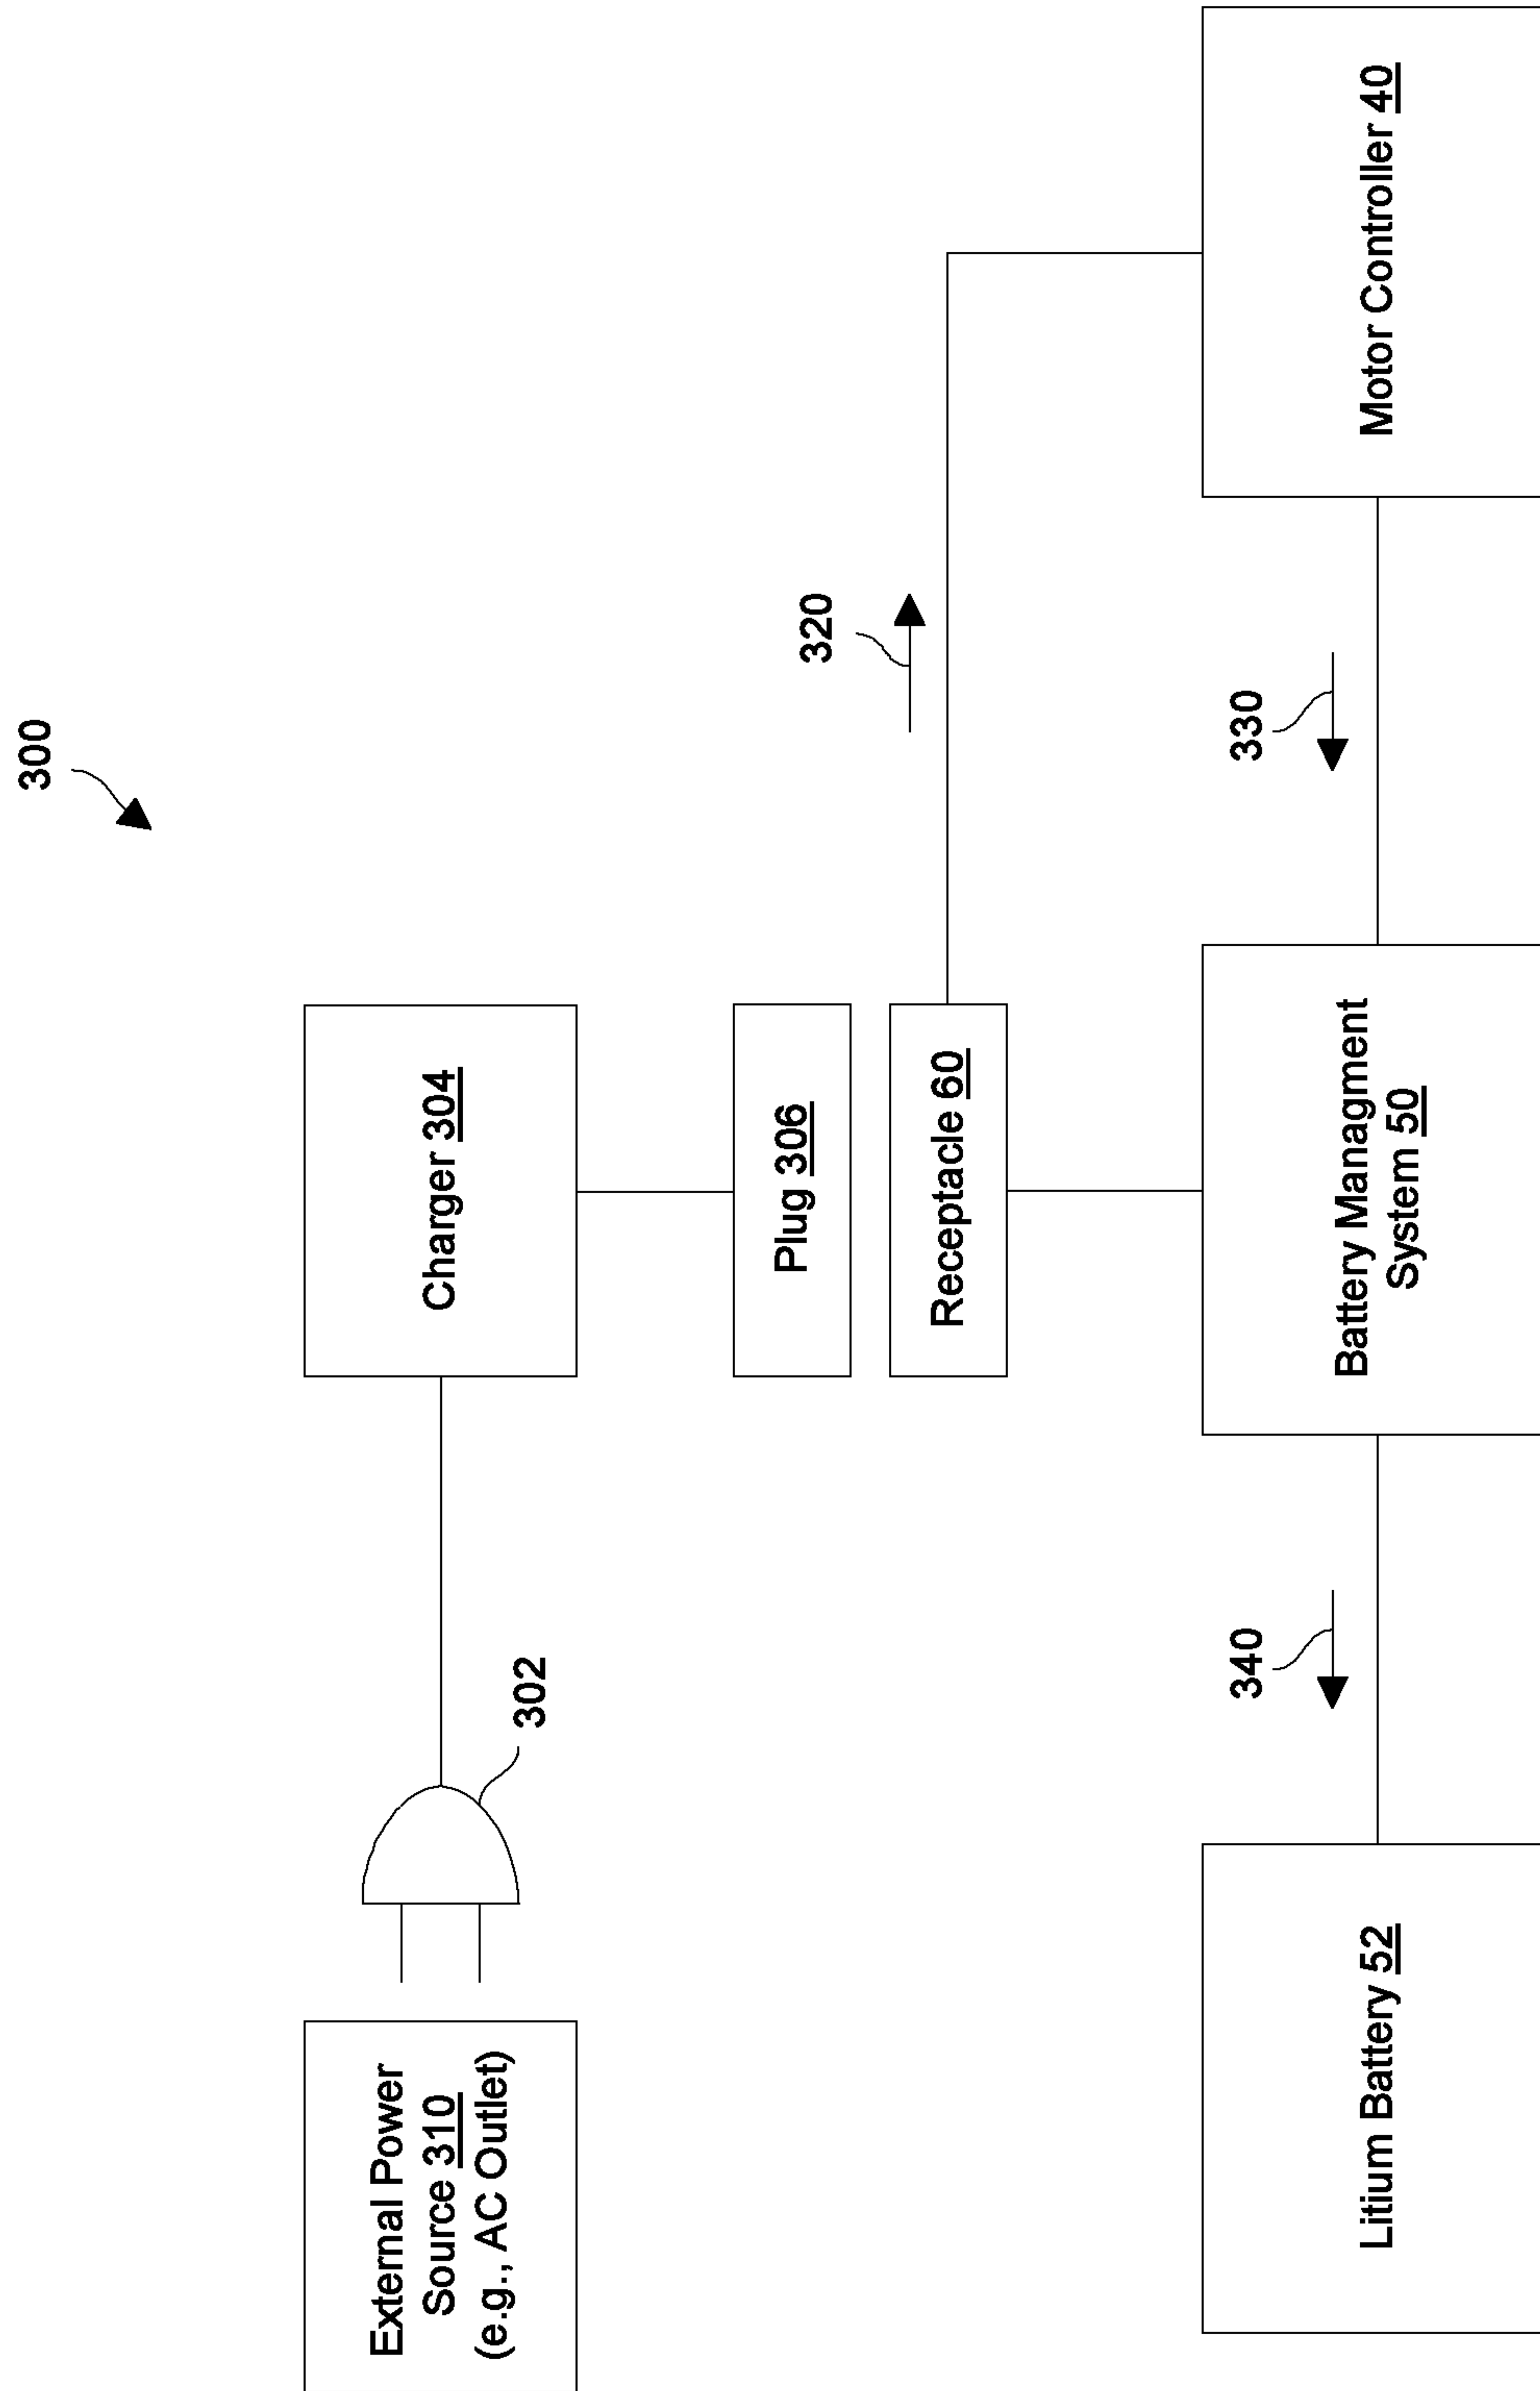 300
External Power
Source 310
(e.g., AC Outlet)
302
Charger 304
Plug 306
Receptacle 60
320
340
330
Litium Battery 52
Battery Managment
System 50
Motor Controller 40